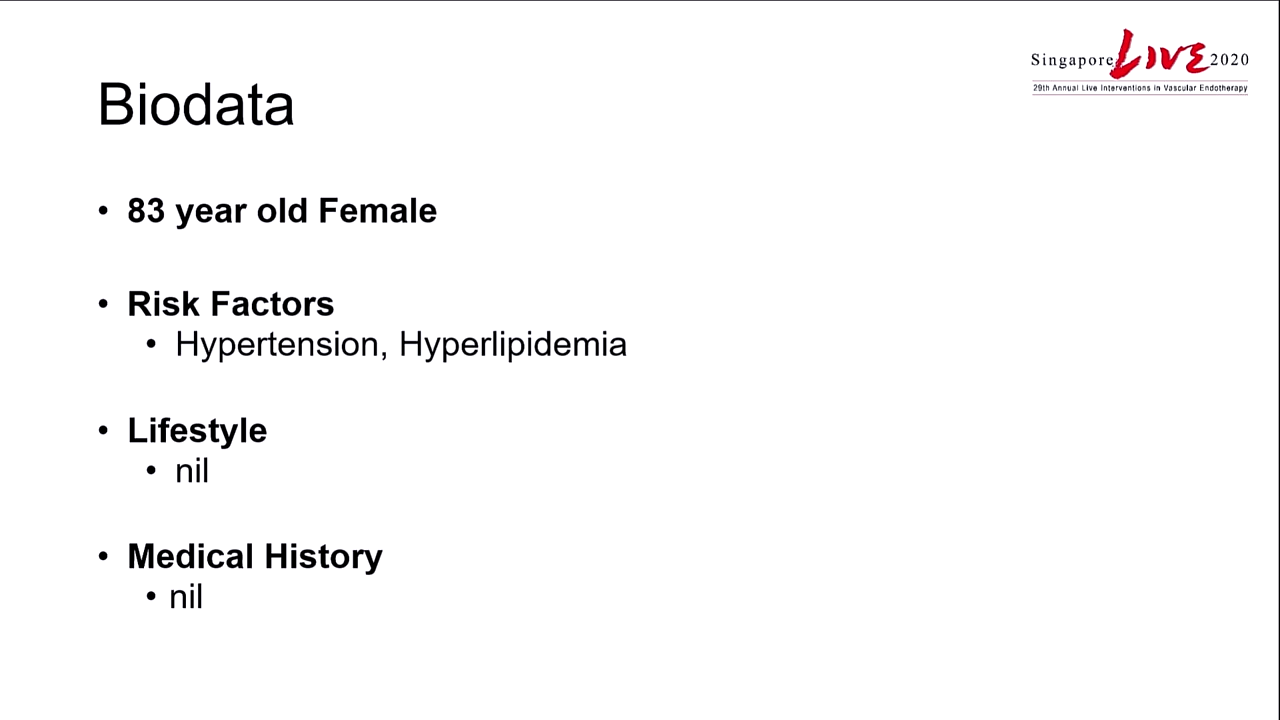 Singapore LIVE 2020
29th Annual Live Interventions in Vascular Endotherapy
Biodata
• 83 year old Female
• Risk Factors
• Hypertension, Hyperlipidemia
• Lifestyle
• nil
• Medical History
• nil